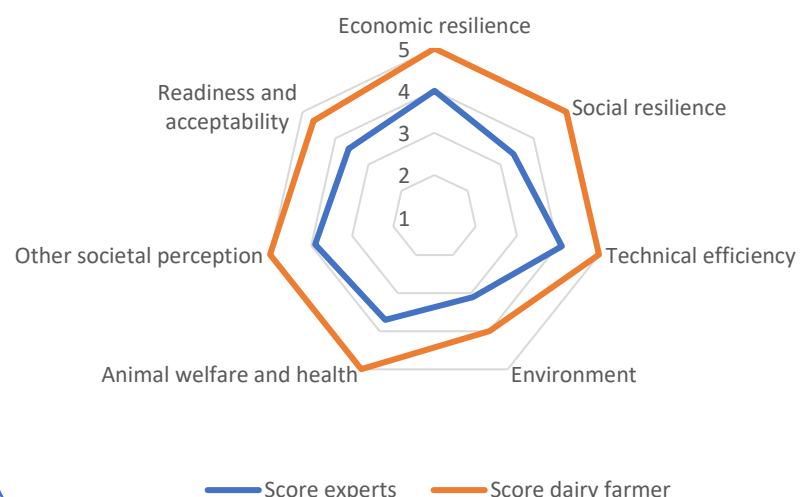 Economic resilience
5
4
3
2
1
Readiness and
acceptability
Social resilience
Other societal perception
Technical efficiency
Animal welfare and health
Environment
Score experts
Score dairy farmer